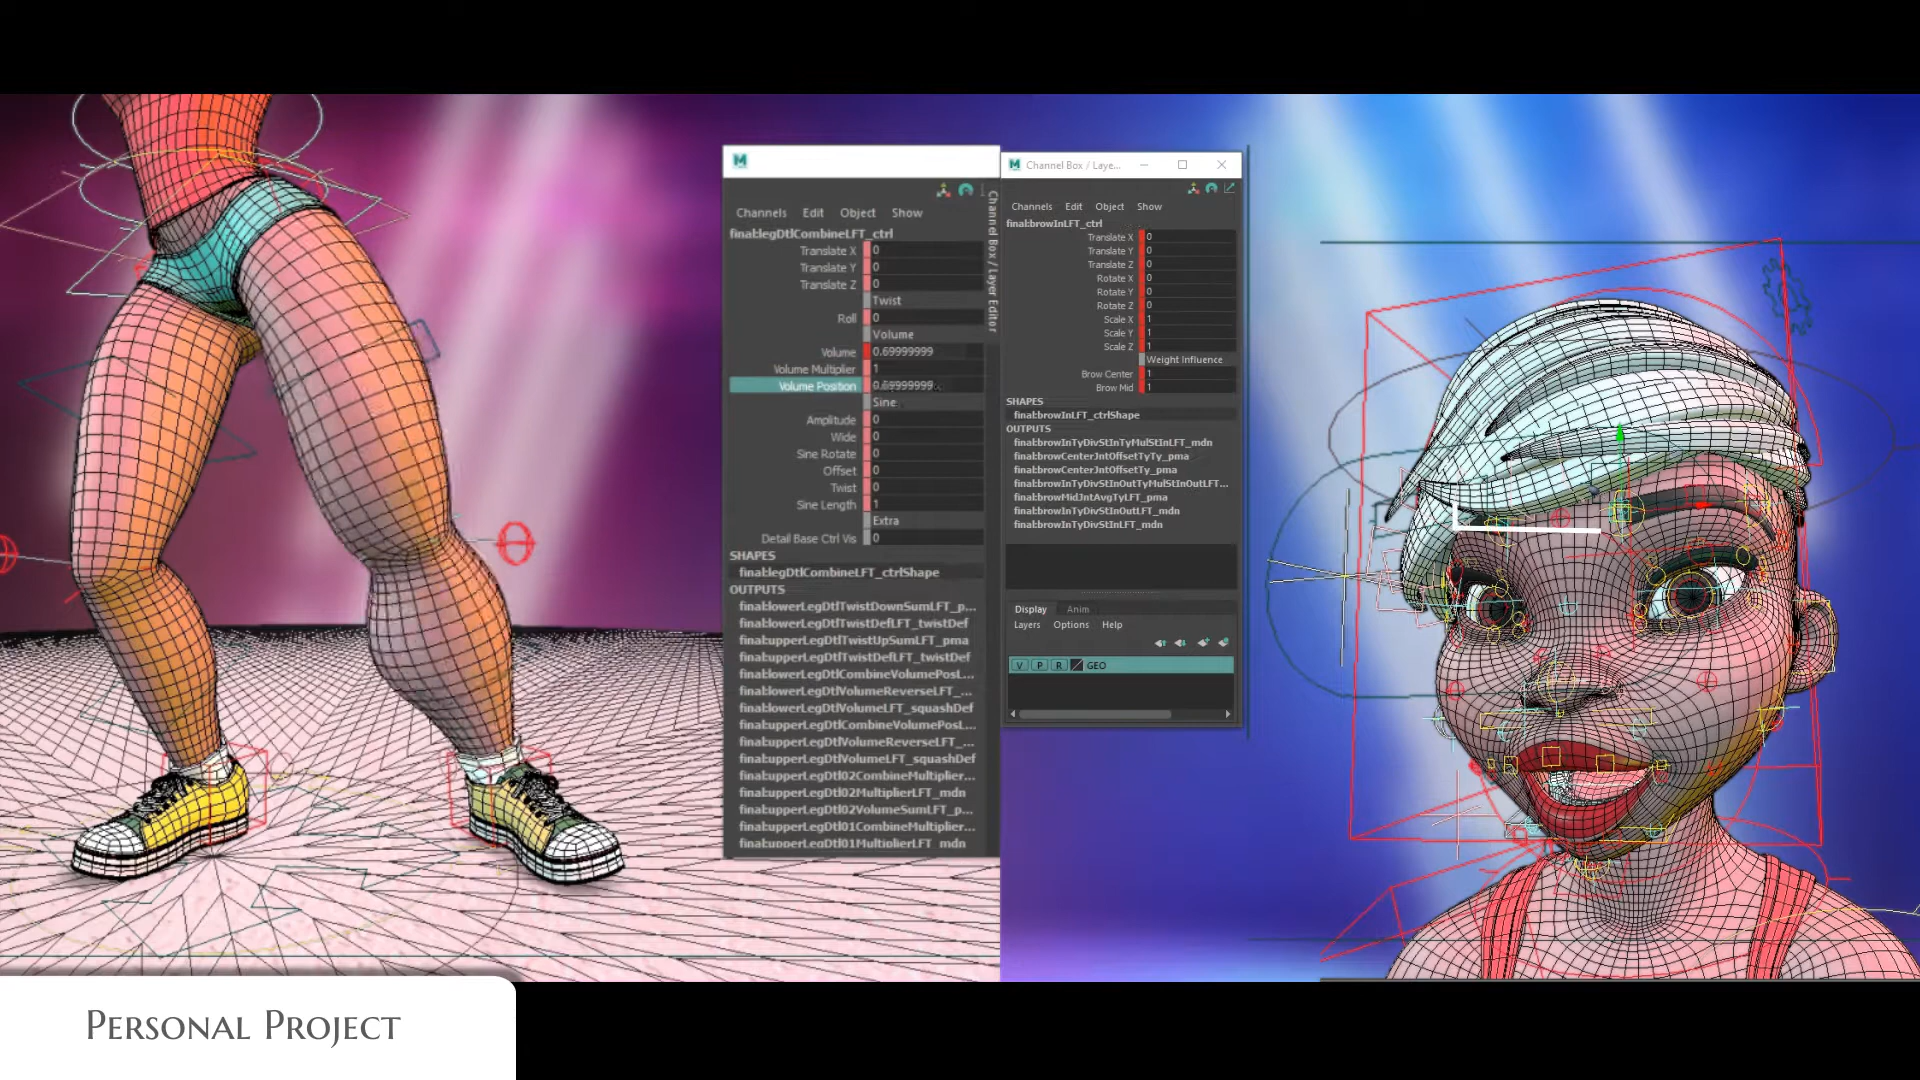 M
Channels Edit Object Show
final:legDtlCombineLFT_ctrl
Translate X 0
Translate Y 0
Translate Z 0
Twist
Roll 0
Volume
Volume 0.69999999
Volume Multiplier 1
Volume Position 0.69999999
Sine
Amplitude 0
Wide 0
Sine Rotate 0
Offset 0
Twist 0
Sine Length 1
Extra
Detail Base Ctrl Vis 0
SHAPES
final:legDtlCombineLFT_ctrlShape
OUTPUTS
final:lowerLegDtlTwistDownSumLFT_p...
final:lowerLegDtlTwistDefLFT_twistDef
final:upperLegDtlTwistUpSumLFT_pma
final:upperLegDtlTwistDefLFT_twistDef
final:lowerLegDtlCombineVolumePosL...
final:lowerLegDtlVolumeReverseLFT_...
final:lowerLegDtlVolumeLFT_squashDef
final:upperLegDtlCombineVolumePosL...
final:upperLegDtlVolumeReverseLFT_...
final:upperLegDtlVolumeLFT_squashDef
final:upperLegDtl02CombineMultiplier...
final:upperLegDtl02MultiplierLFT_mdn
final:upperLegDtl02VolumeSumLFT_p...
final:upperLegDtl01CombineMultiplier...
final:upperLegDtl01MultiplierLFT_mdn
Channel Box / Layer Editor
M Channel Box / Laye...
Channels Edit Object Show
final:browInLFT_ctrl
Translate X 0
Translate Y 0
Translate Z 0
Rotate X 0
Rotate Y 0
Rotate Z 0
Scale X 1
Scale Y 1
Scale Z 1
Weight Influence
Brow Center 1
Brow Mid 1
SHAPES
final:browInLFT_ctrlShape
OUTPUTS
final:browInTyDivStInTyMulStInLFT_mdn
final:browCenterJntOffsetTyTy_pma
final:browCenterJntOffsetTy_pma
final:browInTyDivStInOutTyMulStInOutLFT...
final:browMidJntAvgTyLFT_pma
final:browInTyDivStInOutLFT_mdn
final:browInTyDivStInLFT_mdn
Display Anim
Layers Options Help
V P R GEO
Personal Project